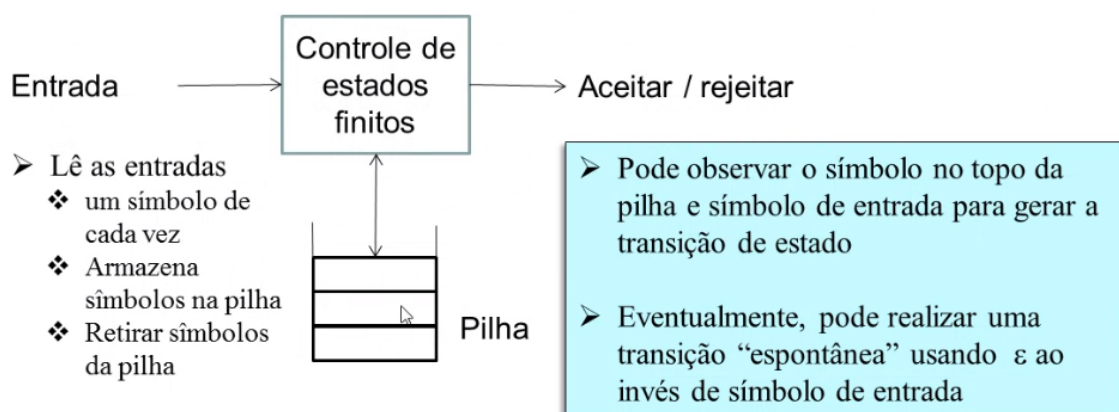 Controle de
estados
finitos
Entrada
Aceitar / rejeitar
➢ Lê as entradas
❖ um símbolo de
cada vez
❖ Armazena
sîmbolos na pilha
❖ Retirar sîmbolos
da pilha
Pilha
➢ Pode observar o símbolo no topo da
pilha e símbolo de entrada para gerar a
transição de estado
➢ Eventualmente, pode realizar uma
transição “espontânea” usando ε ao
invés de símbolo de entrada